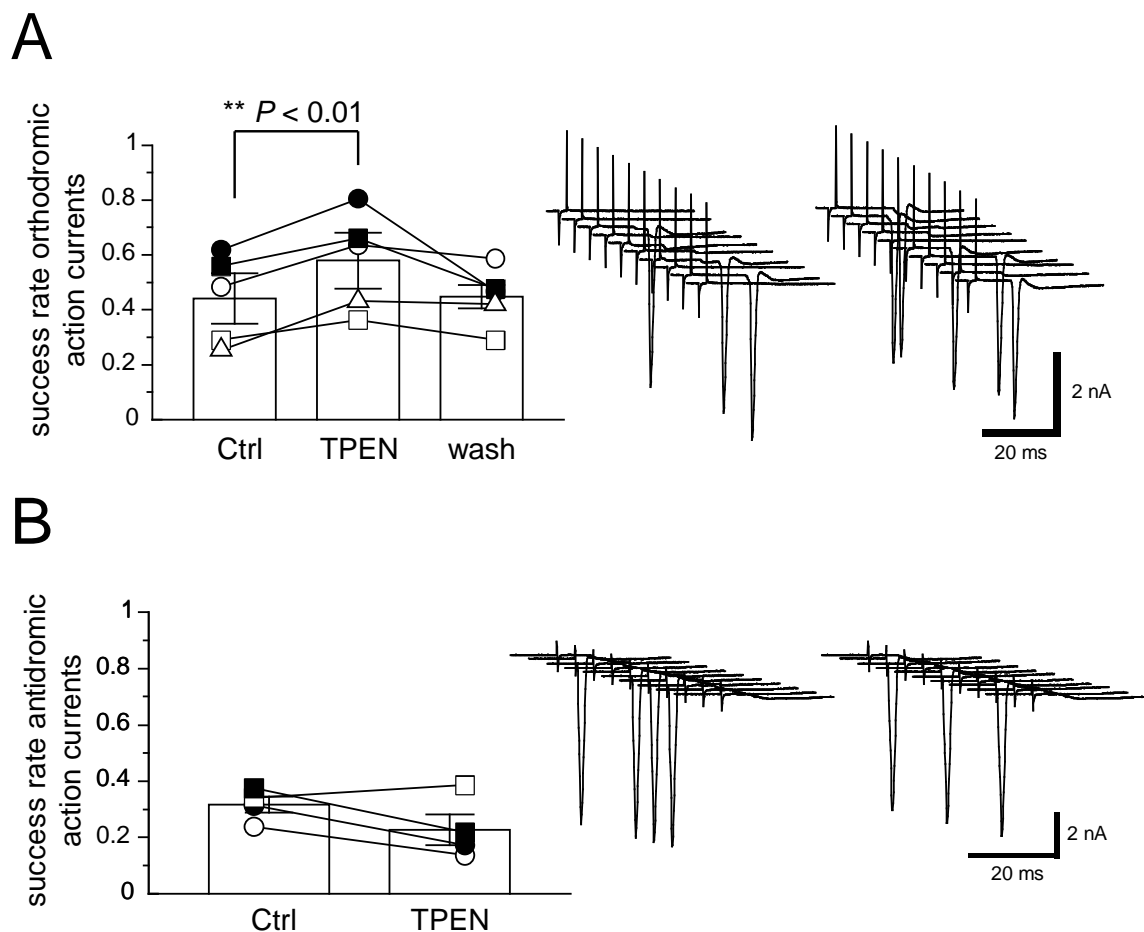 A
** P < 0.01
success rate orthodromic
action currents
1
0.8
0.6
0.4
0.2
0
Ctrl
TPEN
wash
2 nA
20 ms
B
success rate antidromic
action currents
1
0.8
0.6
0.4
0.2
0
Ctrl
TPEN
2 nA
20 ms